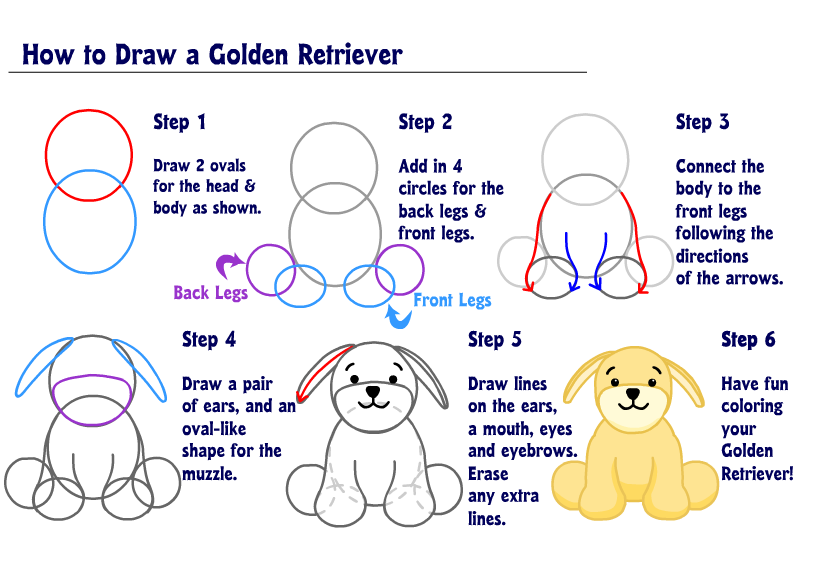 How to Draw a Golden Retriever
Step 1
Draw 2 ovals
for the head &
body as shown.
Step 2
Add in 4
circles for the
back legs &
front legs.
Back Legs
Front Legs
Step 3
Connect the
body to the
front legs
following the
directions
of the arrows.
Step 4
Draw a pair
of ears, and an
oval-like
shape for the
muzzle.
Step 5
Draw lines
on the ears,
a mouth, eyes
and eyebrows.
Erase
any extra
lines.
Step 6
Have fun
coloring
your
Golden
Retriever!